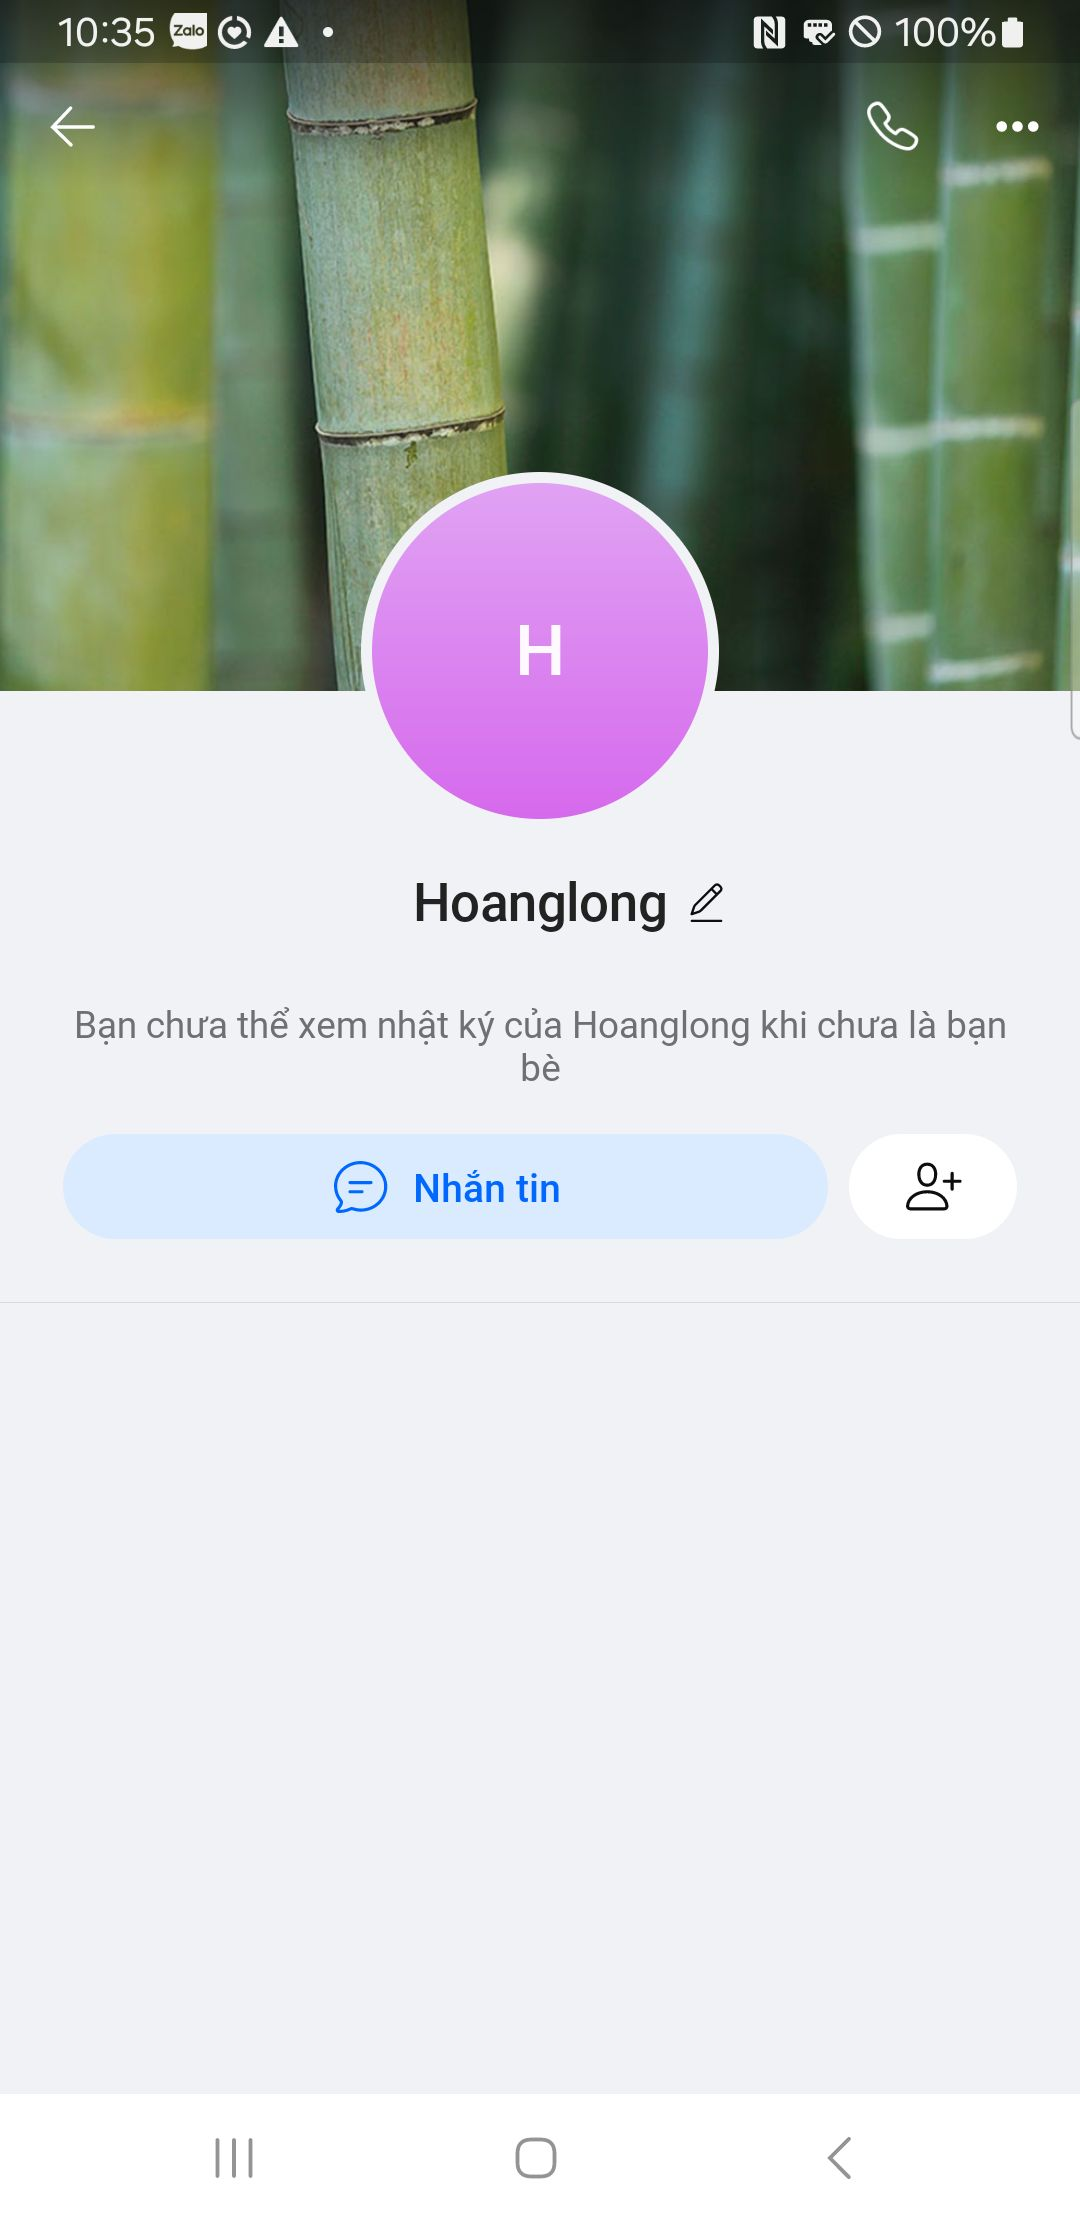 10:35 Zalo 100%
H
Hoanglong
Bạn chưa thể xem nhật ký của Hoanglong khi chưa là bạn
bè
Nhắn tin